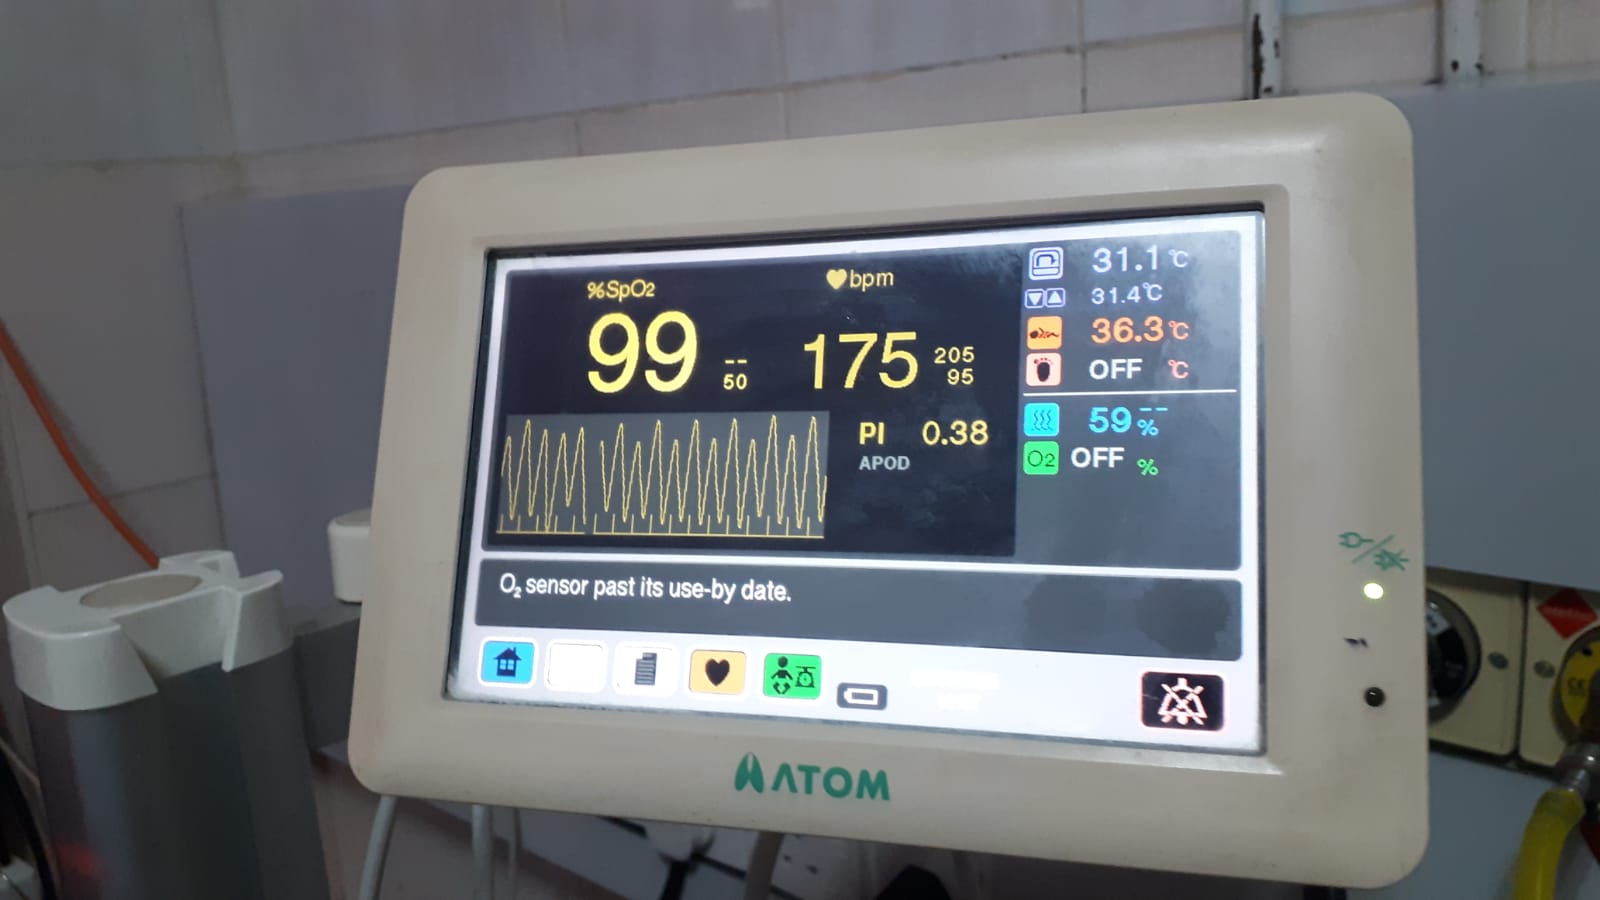 %SpO2
♥bpm
99
--
50
175
205
95
PI 0.38
APOD
31.1℃
31.4℃
36.3℃
OFF ℃
59 -- %
O2 OFF %
O₂ sensor past its use-by date.
ATOM